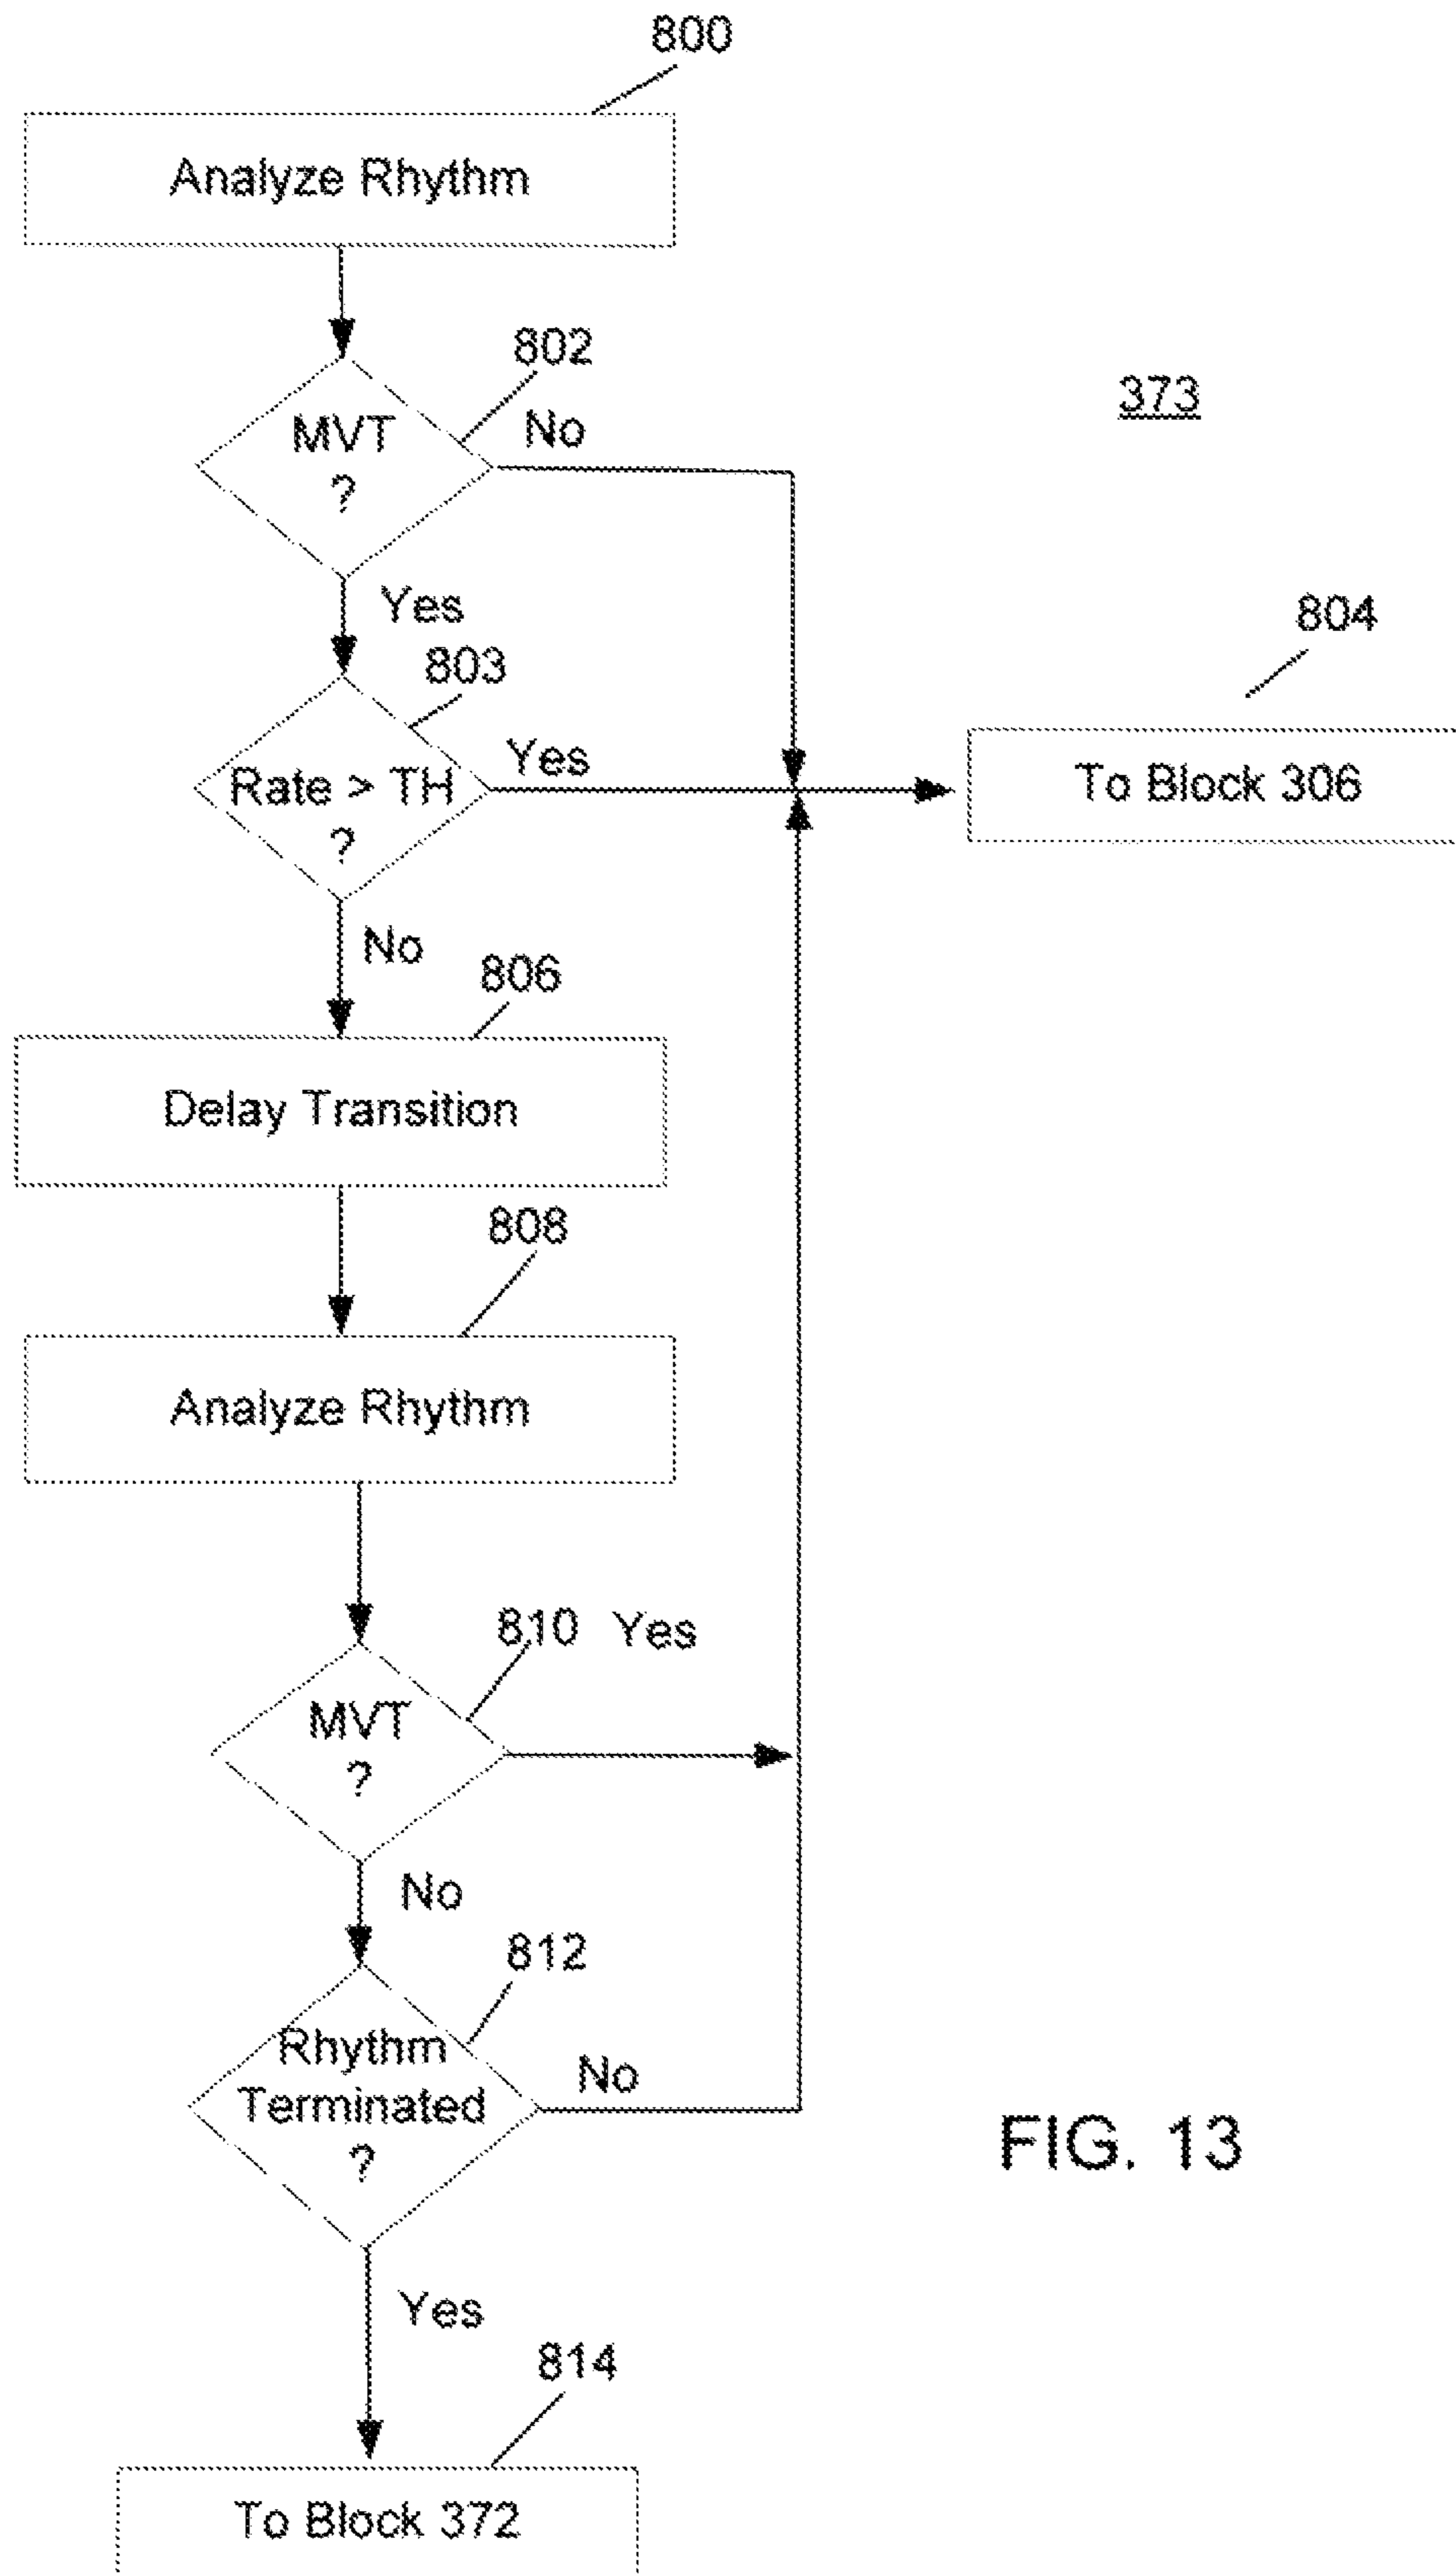 800
Analyze Rhythm
802
MVT
?
No
373
Yes
803
804
Rate > TH
?
Yes
To Block 306
No
806
Delay Transition
808
Analyze Rhythm
810 Yes
MVT
?
No
812
Rhythm
Terminated
?
No
FIG. 13
Yes
814
To Block 372